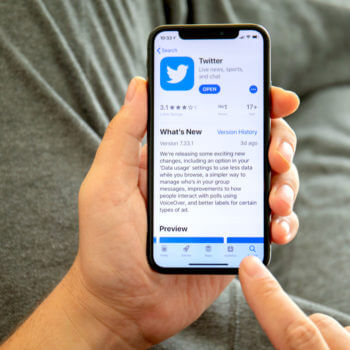 10:33
Search
Twitter
Live news, sports,
and chat
OPEN
3.1 ★★★☆☆
№1
17+
What's New
Version History
Version 7.33.1
3d ago
We're releasing some exciting new
changes, including an option in your
'Data usage' settings to use less data
while you browse; a simpler way to
manage who's in your group
messages, improvements to how
people interact with polls using
VoiceOver, and better labels for certain
types of ad.
Preview